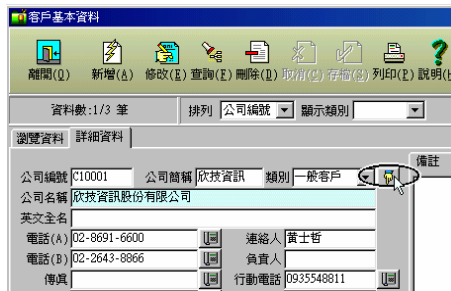 客戶基本資料
離開(Q) 新增(A) 修改(E) 查詢(F) 刪除(D) 取消(C) 存檔(S) 列印(P) 說明(H
資料數:1/3 筆 排列 公司編號 顯示類別
瀏覽資料 詳細資料
備註
公司編號 C10001 公司簡稱 欣技資訊 類別 一般客戶
公司名稱 欣技資訊股份有限公司
英文全名
電話(A) 02-8691-6600 連絡人 黃士哲
電話(B) 02-2643-8866 負責人
傳真 行動電話 0935548811